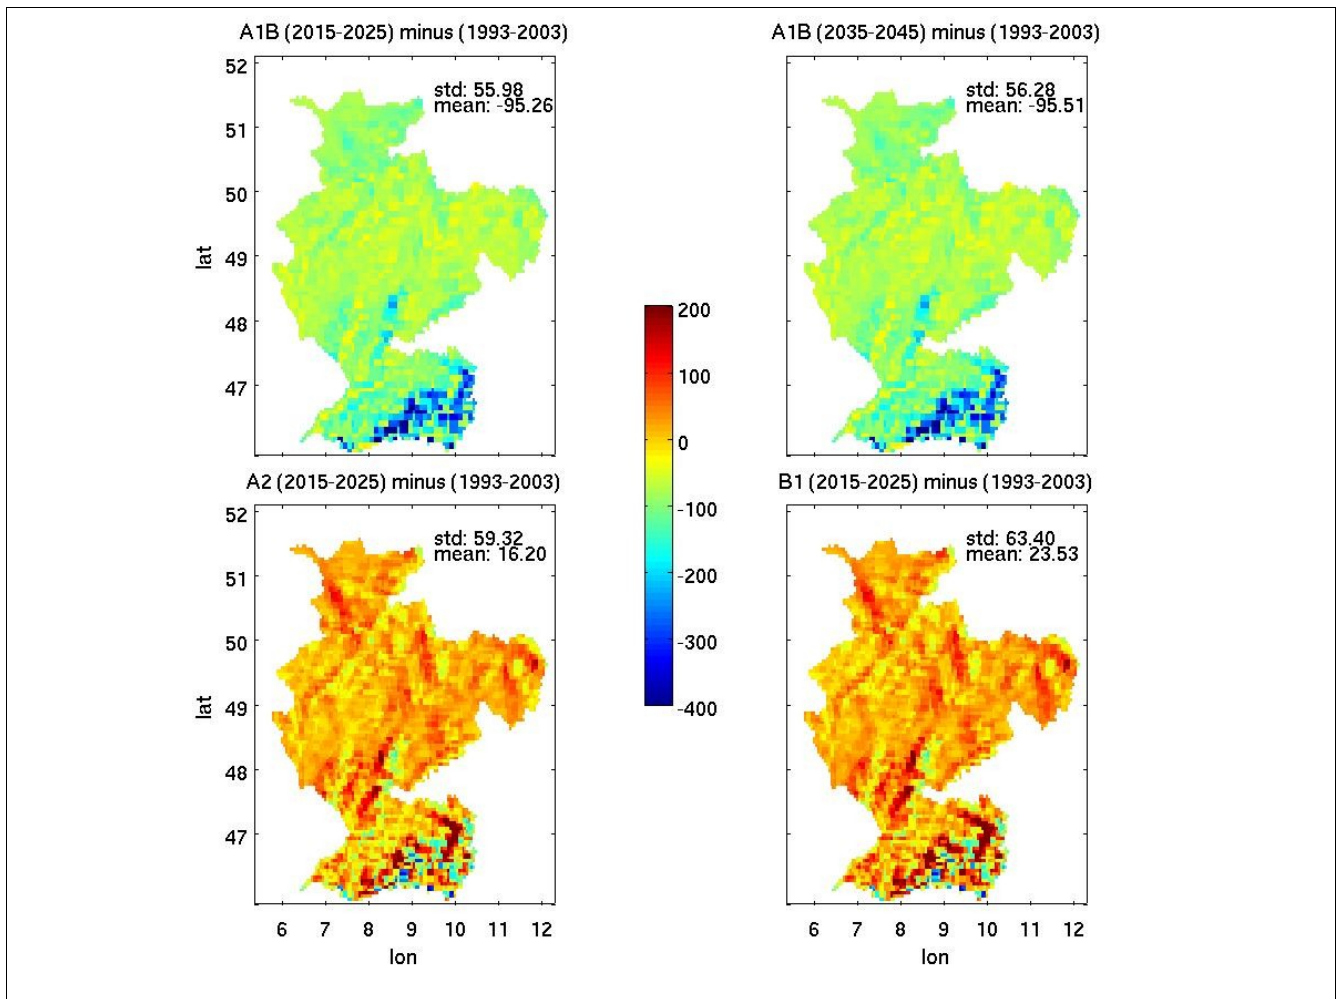 A1B (2015-2025) minus (1993-2003)
std: 55.98
mean: -95.26
52
51
50
49
48
47
lat
A1B (2035-2045) minus (1993-2003)
std: 56.28
mean: -95.51
200
100
0
-100
-200
-300
-400
A2 (2015-2025) minus (1993-2003)
std: 59.32
mean: 16.20
52
51
50
49
48
47
lat
6 7 8 9 10 11 12
lon
B1 (2015-2025) minus (1993-2003)
std: 63.40
mean: 23.53
6 7 8 9 10 11 12
lon